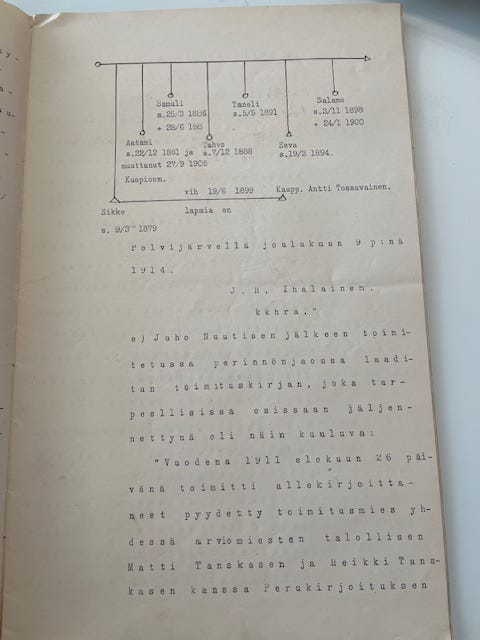 Samuli
s.25/3 1886
+ 28/6 188
Taneli
s.5/5 1891
Salamo
s.3/11 1898
+ 24/1 1900
Aatami
s.22/12 1881 ja
muuttanut 27/9 1905
Kuopioon.
Tahvo
s.7/12 1888
Eeva
s.19/3 1894.
vih 19/6 1899
Kaupp. Antti Tossavainen.
Sikke
lapsia on
s. 9/3 1879
Polvijärvellä joulukuun 9 p:nä
1914.
J. H. Ihalainen.
kkhra."
e) Juho Nuutisen jälkeen toimi-
tetussa perinnönjaossa laadi-
tun toimituskirjan, joka tar-
peellisissa osissaan jäljen-
nettynä oli näin kuuluva:
"Vuodena 1911 elokuun 26 päi-
vänä toimitti allekirjoitta-
neet pyydetty toimitusmies yh-
dessä arviomiesten talollisen
Matti Tanskasen ja Heikki Tans-
kasen kanssa Perukirjoituksen